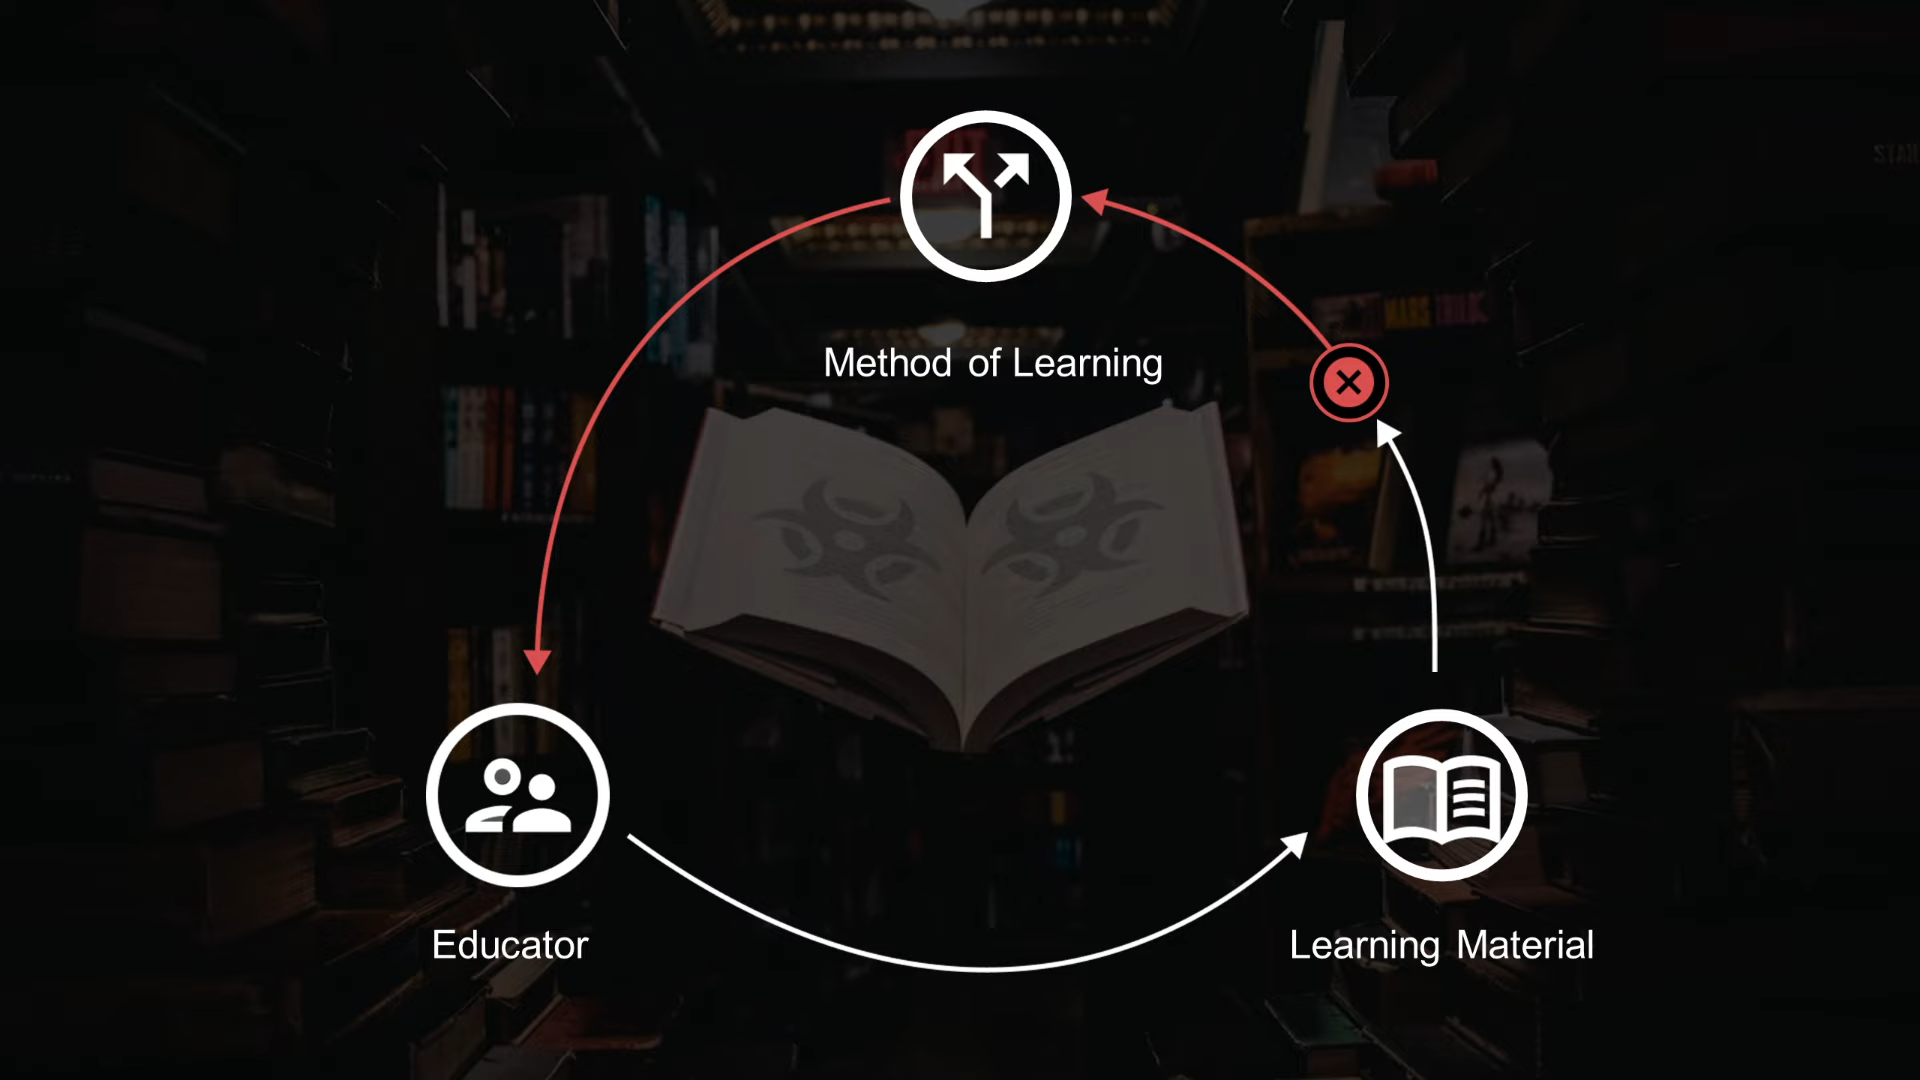 Method of Learning
Educator
Learning Material